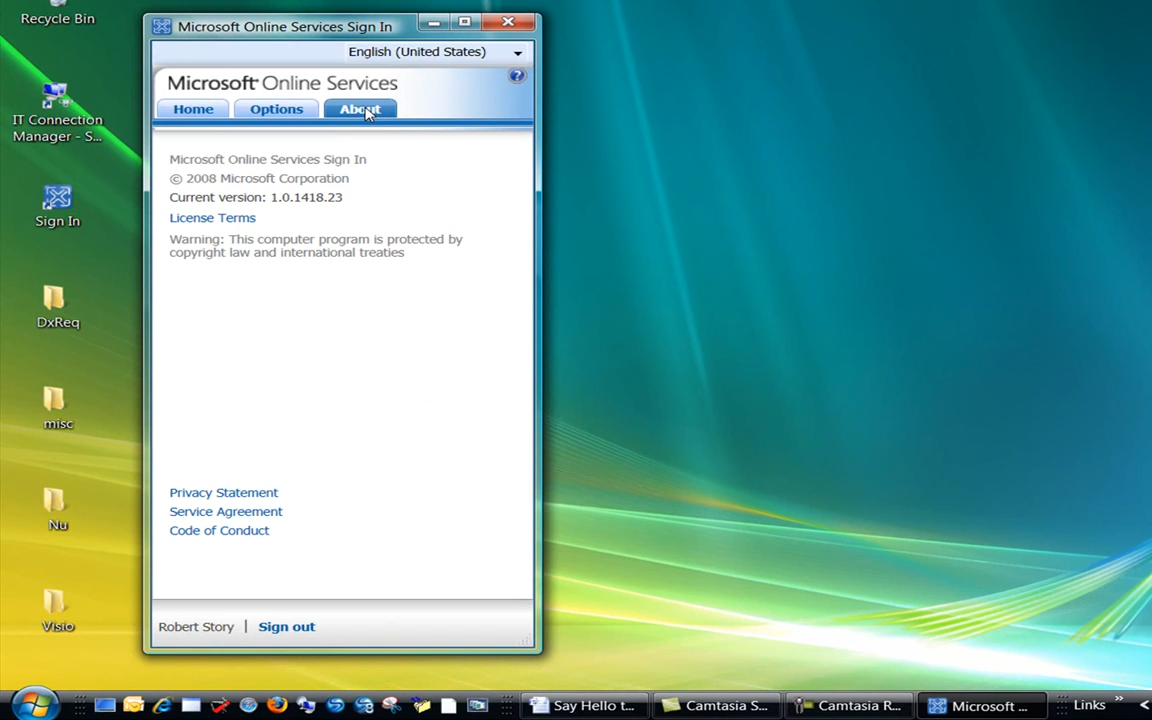 Recycle Bin
IT Connection
Manager - S...
Sign In
DxReq
misc
Nu
Visio
Microsoft Online Services Sign In
English (United States)
Microsoft Online Services
Home
Options
About
Microsoft Online Services Sign In
© 2008 Microsoft Corporation
Current version: 1.0.1418.23
License Terms
Warning: This computer program is protected by
copyright law and international treaties
Privacy Statement
Service Agreement
Code of Conduct
Robert Story | Sign out
Say Hello t...
Camtasia S...
Camtasia R...
Microsoft ...
Links